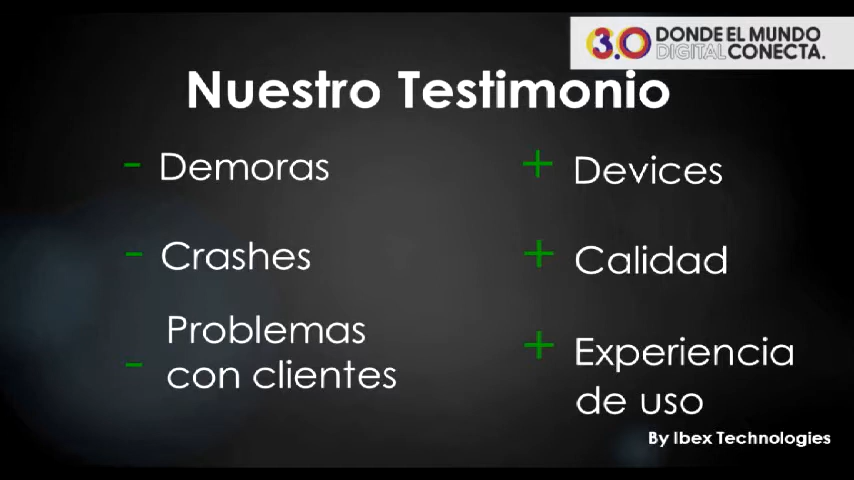 3.0 DONDE EL MUNDO
DIGITAL CONECTA.
Nuestro Testimonio
- Demoras
- Crashes
- Problemas
con clientes
+ Devices
+ Calidad
+ Experiencia
de uso
By Ibex Technologies